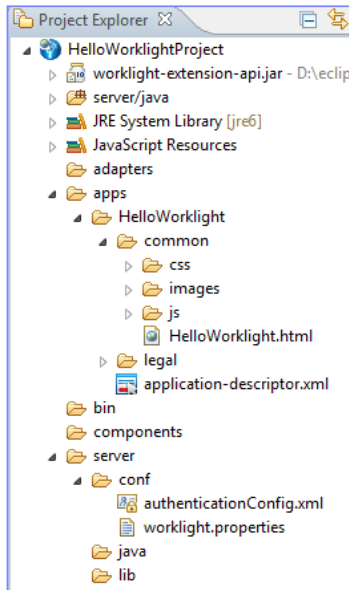 Project Explorer
HelloWorklightProject
worklight-extension-api.jar - D:\eclip
server/java
JRE System Library [jre6]
JavaScript Resources
adapters
apps
HelloWorklight
common
css
images
js
HelloWorklight.html
legal
application-descriptor.xml
bin
components
server
conf
authenticationConfig.xml
worklight.properties
java
lib